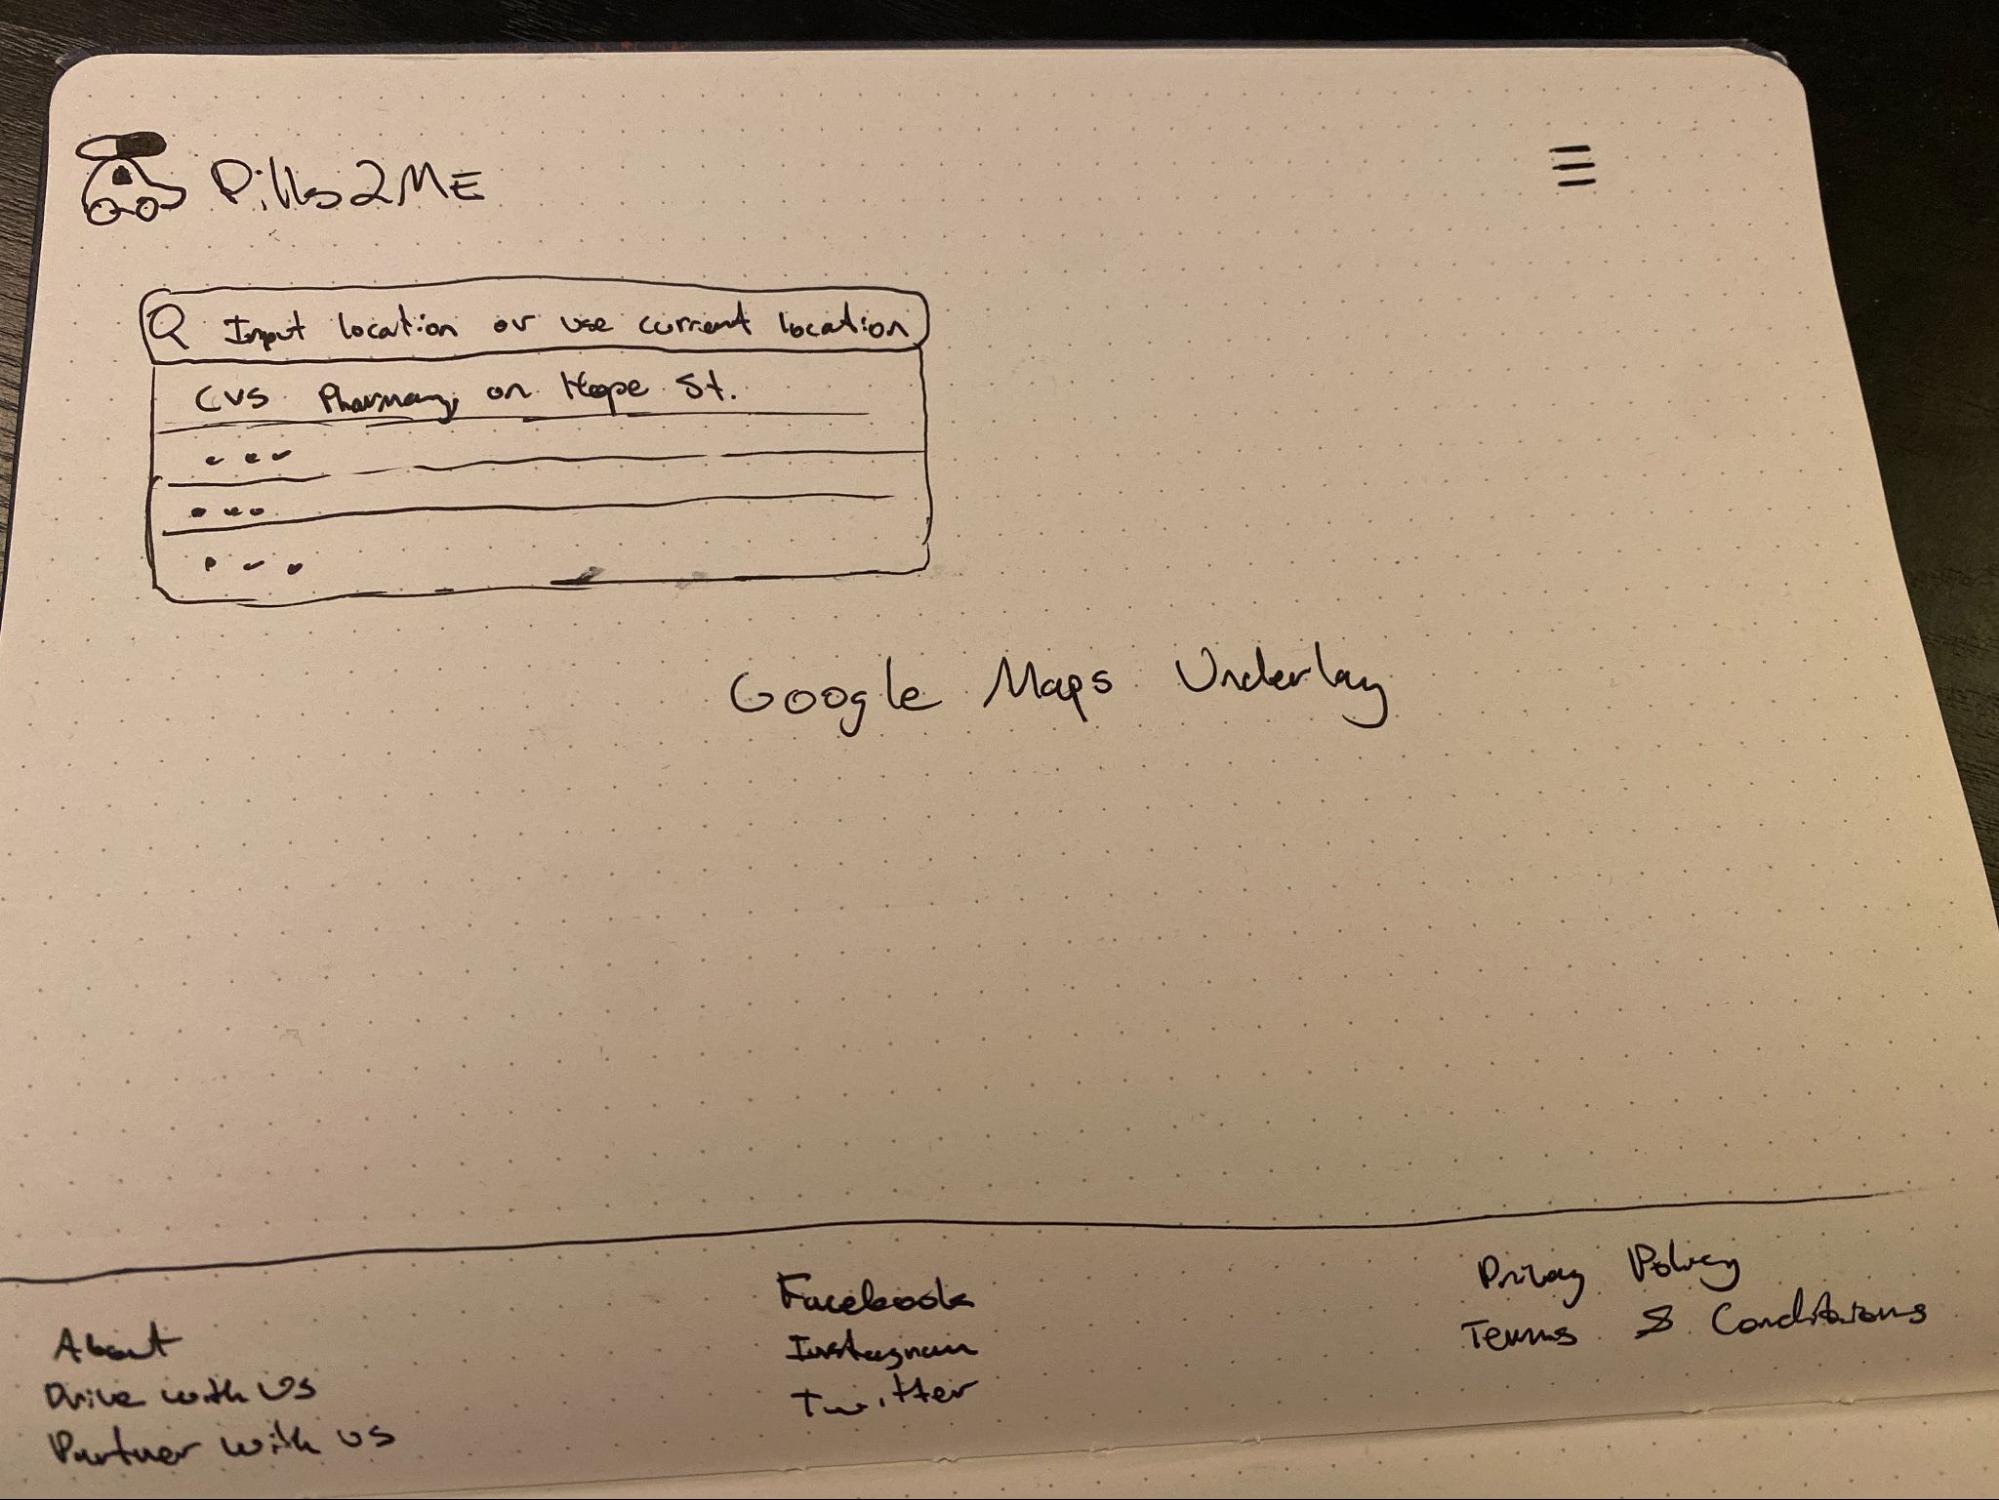 Pills2ME
Input location or use current location
CVS Pharmacy on Hope St.
...
...
...
Google Maps Underlay
About
Drive with US
Partner with us
Facebook
Instagram
Twitter
Privacy Policy
Terms & Conditions